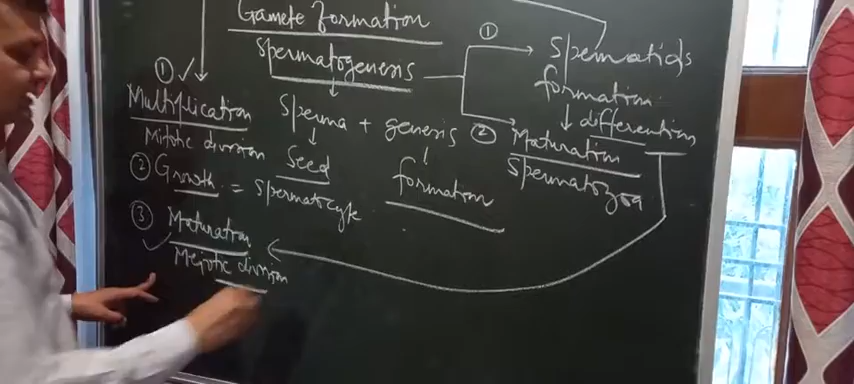 Gamete Formation
Spermatogenesis
① Spermatids
formation
differention
② Maturation
Spermatozoa
Sperma + genesis
Seed
formation
① ✓
Multiplication
Mitotic division
② Growth = Spermatocyte
③ Maturation
✓ Meiotic division